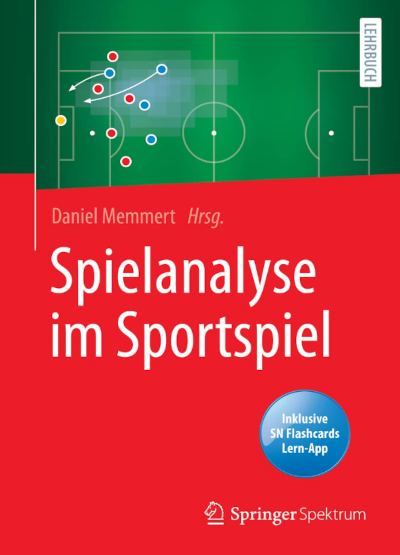 LEHRBUCH
Daniel Memmert Hrsg.
Spielanalyse
im Sportspiel
Inklusive
SN Flashcards
Lern-App
Springer Spektrum